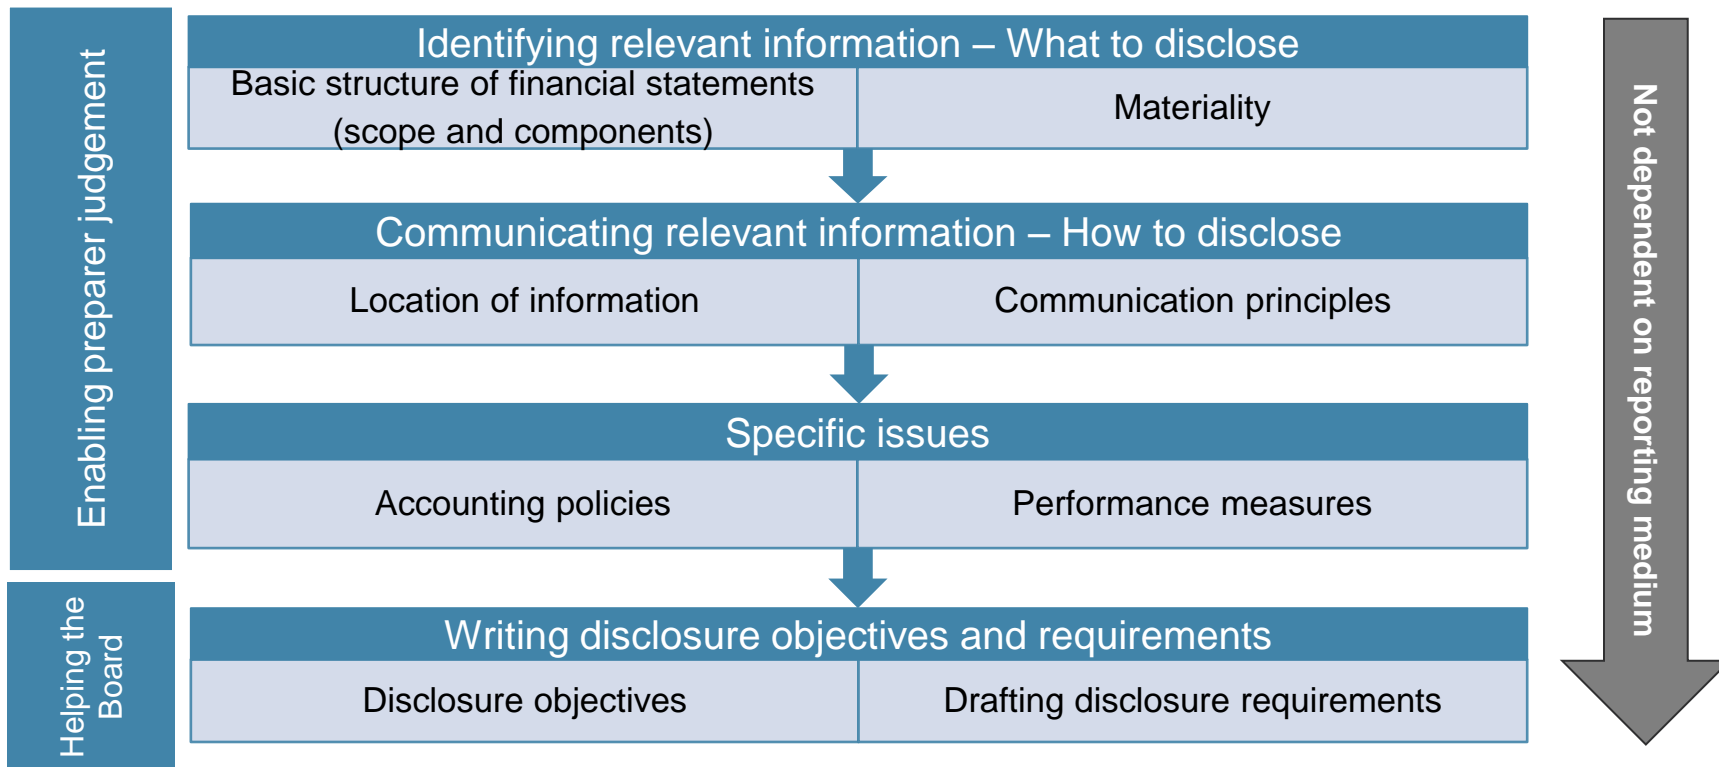 Enabling preparer judgement
Identifying relevant information – What to disclose
Basic structure of financial statements
(scope and components)
Materiality
Communicating relevant information – How to disclose
Location of information
Communication principles
Specific issues
Accounting policies
Performance measures
Helping the
Board
Writing disclosure objectives and requirements
Disclosure objectives
Drafting disclosure requirements
Not dependent on reporting medium